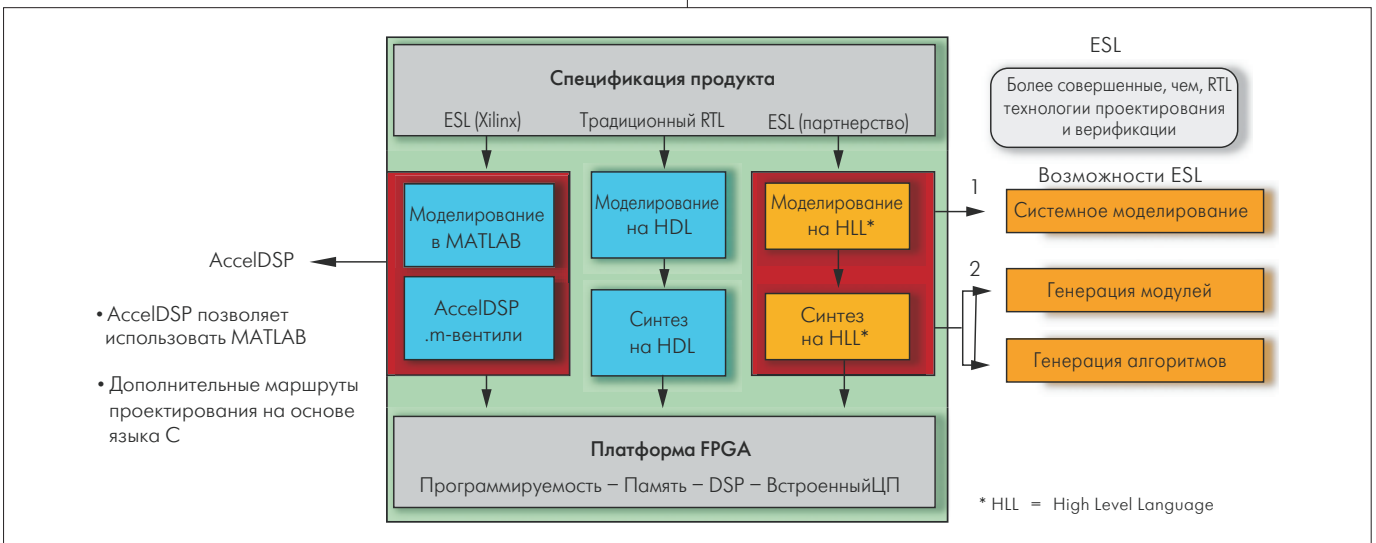 Спецификация продукта
ESL (Xilinx)
Традиционный RTL
ESL (партнерство)
Моделирование
в MATLAB
AccelDSP
.m-вентили
Моделирование
на HDL
Синтез
на HDL
Моделирование
на HLL*
Синтез
на HLL*
Платформа FPGA
Программируемость – Память – DSP – ВстроенныйЦП
AccelDSP
• AccelDSP позволяет
использовать MATLAB
• Дополнительные маршруты
проектирования на основе
языка C
ESL
Более совершенные, чем, RTL
технологии проектирования
и верификации
Возможности ESL
1
Системное моделирование
2
Генерация модулей
Генерация алгоритмов
* HLL = High Level Language